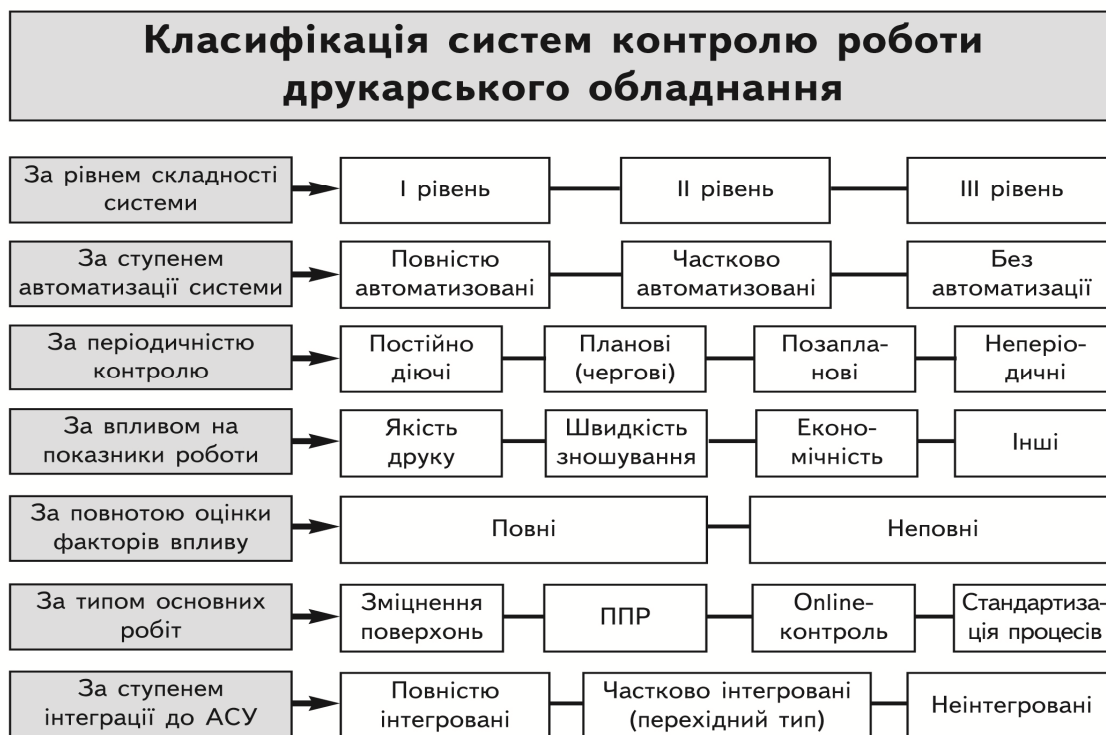 Класифікація систем контролю роботи
друкарського обладнання
За рівнем складності
системи
І рівень
ІІ рівень
ІІІ рівень
За ступенем
автоматизації системи
Повністю
автоматизовані
Частково
автоматизовані
Без
автоматизації
За періодичністю
контролю
Постійно
діючі
Планові
(чергові)
Позапла-
нові
Неперіо-
дичні
За впливом на
показники роботи
Якість
друку
Швидкість
зношування
Еконо-
мічність
Інші
За повнотою оцінки
факторів впливу
Повні
Неповні
За типом основних
робіт
Зміцнення
поверхонь
ППР
Online-
контроль
Стандартиза-
ція процесів
За ступенем
інтеграції до АСУ
Повністю
інтегровані
Частково інтегровані
(перехідний тип)
Неінтегровані